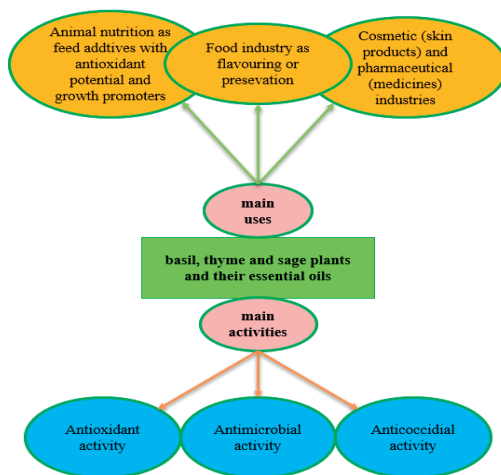 Animal nutrition as
feed addtives with
antioxidant
potential and
growth promoters
Food industry as
flavouring or
presevation
Cosmetic (skin
products) and
pharmaceutical
(medicines)
industries
main
uses
basil, thyme and sage plants
and their essential oils
main
activities
Antioxidant
activity
Antimicrobial
activity
Anticoccidial
activity